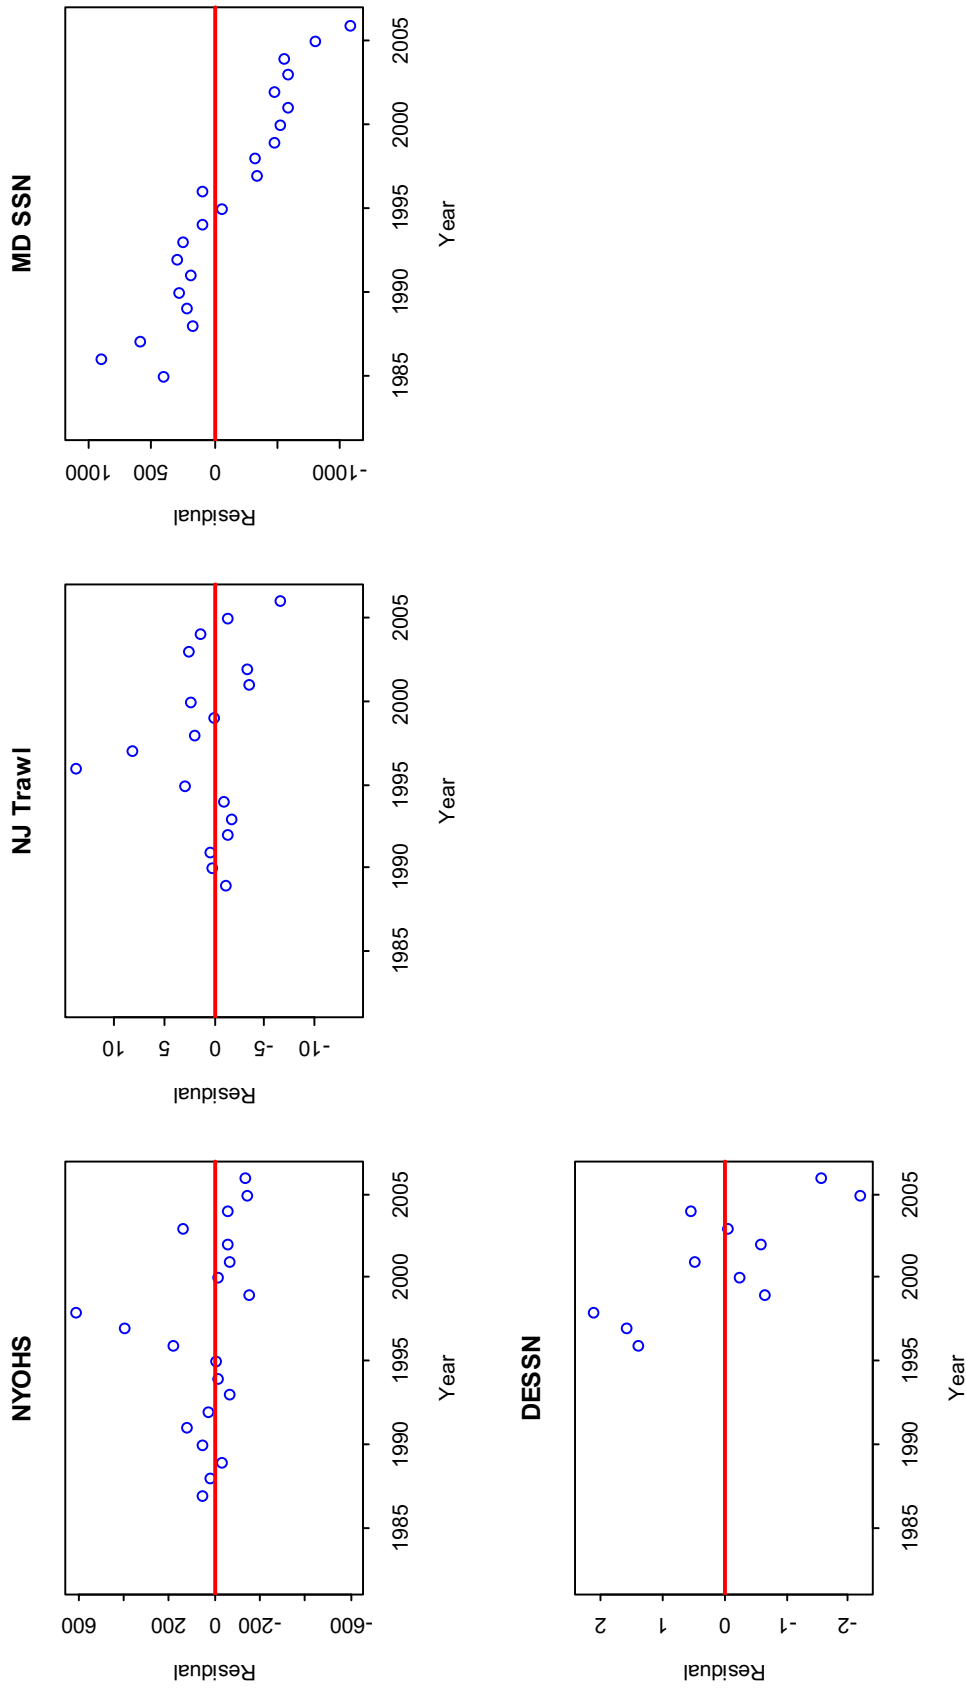 NYOHS
Residual
600
200
0
-200
-600
1985 1990 1995 2000 2005
Year
NJ Trawl
Residual
10
5
0
-5
-10
1985 1990 1995 2000 2005
Year
MD SSN
Residual
1000
500
0
-1000
1985 1990 1995 2000 2005
Year
DESSN
Residual
2
1
0
-1
-2
1985 1990 1995 2000 2005
Year